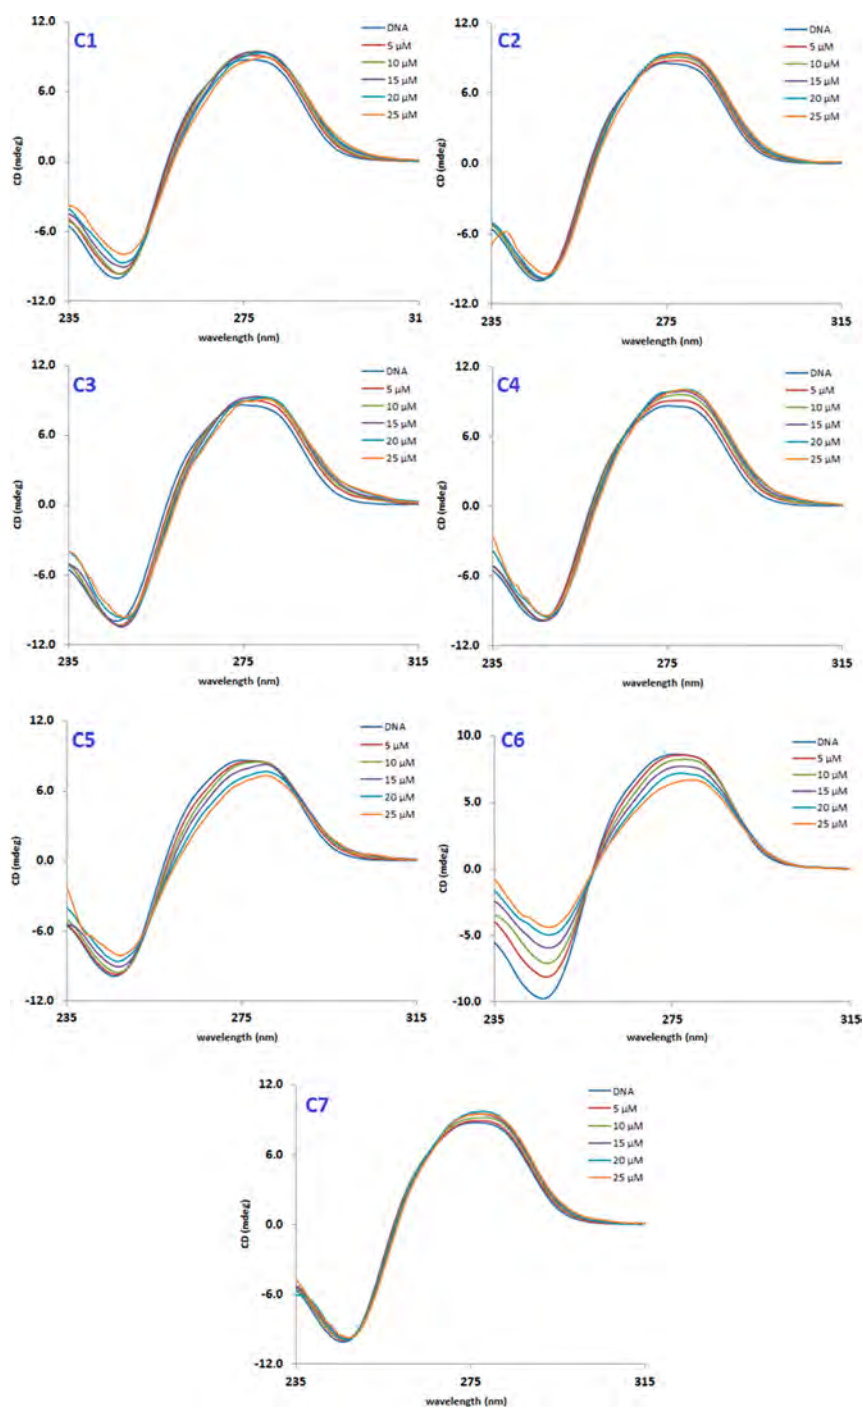 C1
12.0
6.0
0.0
-6.0
-12.0
CD (mdeg)
235
275
31
wavelength (nm)
DNA
5 µM
10 µM
15 µM
20 µM
25 µM
C2
12.0
6.0
0.0
-6.0
-12.0
CD (mdeg)
235
275
315
wavelength (nm)
DNA
5 µM
10 µM
15 µM
20 µM
25 µM
C3
12.0
6.0
0.0
-6.0
-12.0
CD (mdeg)
235
275
315
wavelength (nm)
DNA
5 µM
10 µM
15 µM
20 µM
25 µM
C4
12.0
6.0
0.0
-6.0
-12.0
CD (mdeg)
235
275
315
wavelength (nm)
DNA
5 µM
10 µM
15 µM
20 µM
25 µM
C5
12.0
6.0
0.0
-6.0
-12.0
CD (mdeg)
235
275
315
wavelength (nm)
DNA
5 µM
10 µM
15 µM
20 µM
25 µM
C6
10.0
5.0
0.0
-5.0
-10.0
CD (mdeg)
235
275
315
wavelength (nm)
DNA
5 µM
10 µM
15 µM
20 µM
25 µM
C7
12.0
6.0
0.0
-6.0
-12.0
CD (mdeg)
235
275
315
wavelength (nm)
DNA
5 µM
10 µM
15 µM
20 µM
25 µM